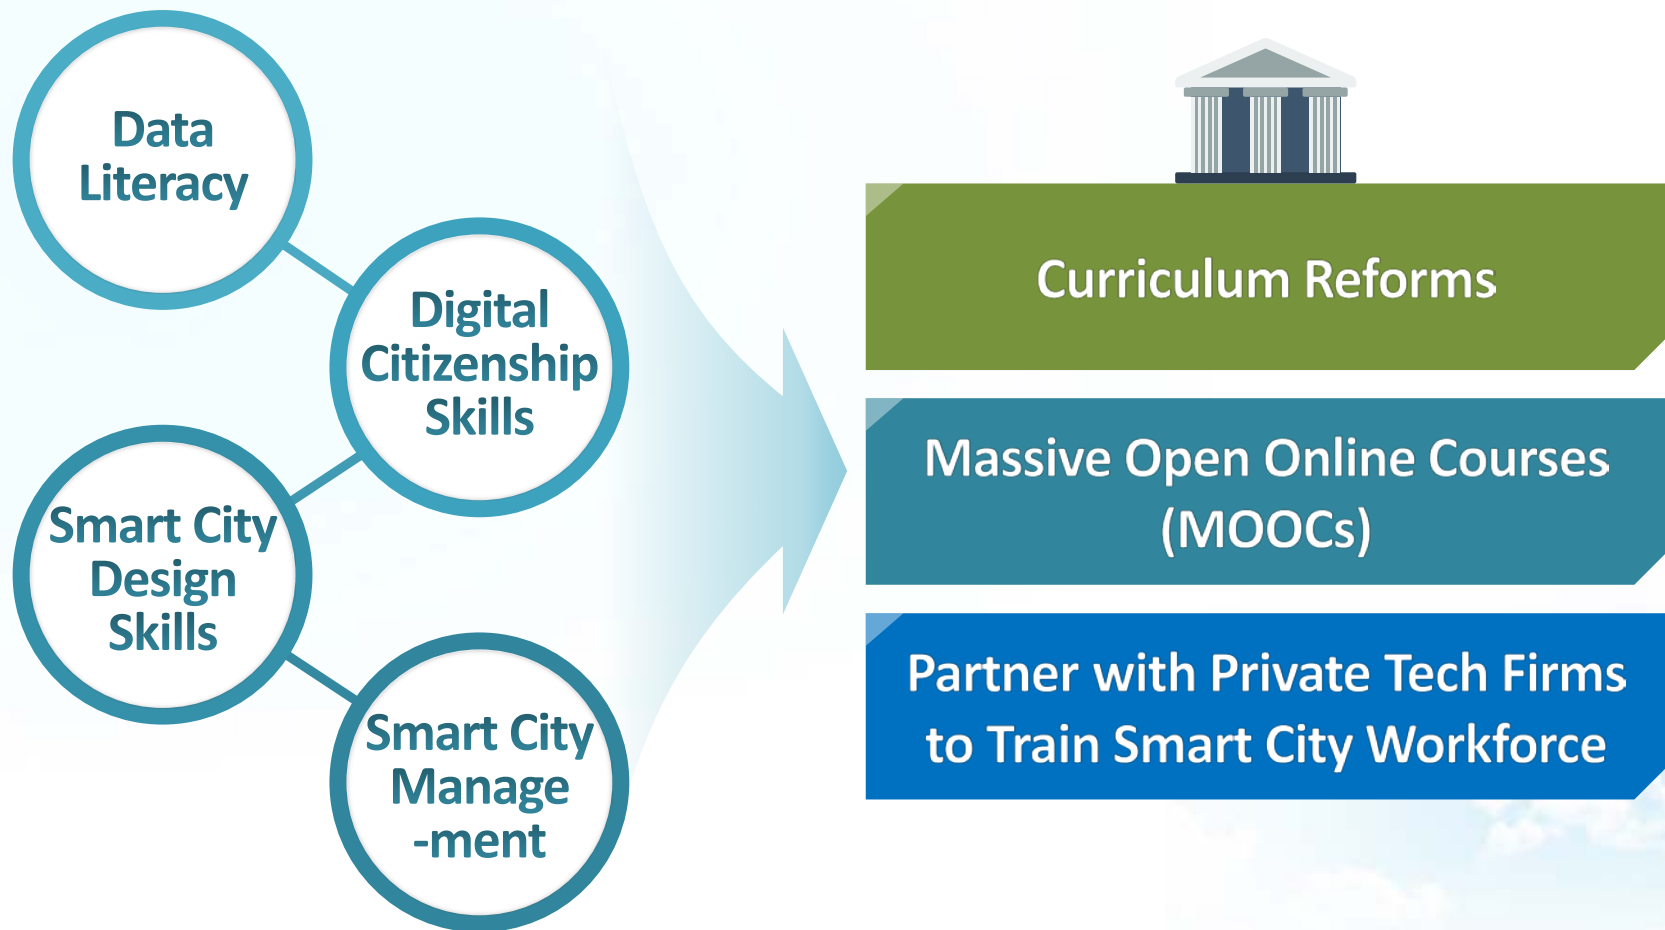 Data
Literacy
Digital
Citizenship
Skills
Smart City
Design
Skills
Smart City
Manage
-ment
Curriculum Reforms
Massive Open Online Courses
(MOOCs)
Partner with Private Tech Firms
to Train Smart City Workforce